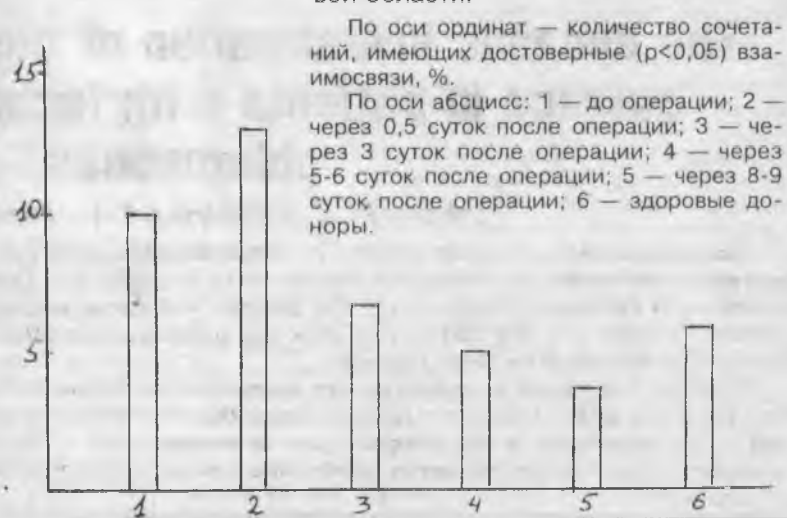 вой области.
По оси ординат — количество сочета-
ний, имеющих достоверные (p<0,05) вза-
имосвязи, %.
По оси абсцисс: 1 — до операции; 2 —
через 0,5 суток после операции; 3 — че-
рез 3 суток после операции; 4 — через
5-6 суток после операции; 5 — через 8-9
суток после операции; 6 — здоровые до-
норы.
15
10
5
1 2 3 4 5 6